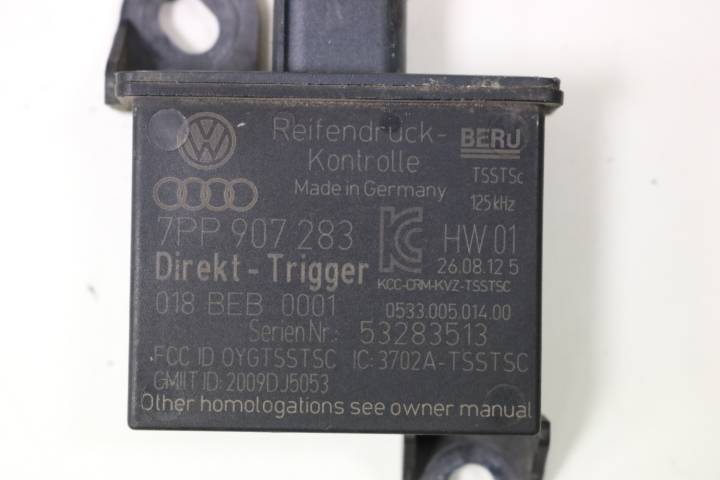 Reifendruck- BERU
Kontrolle TSSTSc
Made in Germany 125kHz
7PP 907 283 HW 01
Direkt - Trigger 26.08.12 5
KCC-CRM-KVZ-TSSTSC
018 BEB 0001 0533.005.014.00
Serien Nr.: 53283513
FCC ID OYGTSSTSC IC:3702A-TSSTSC
CMIIT ID: 2009DJ5053
Other homologations see owner manual